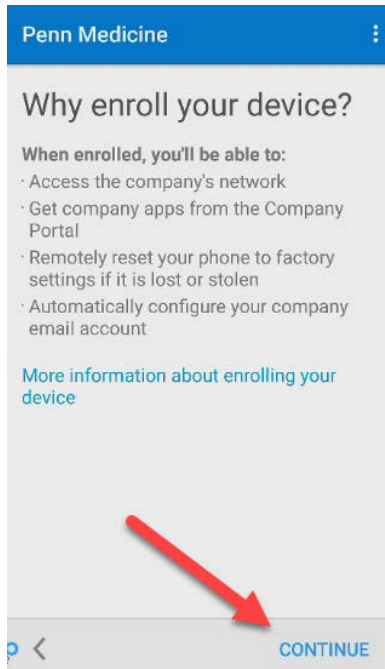 Penn Medicine
Why enroll your device?
When enrolled, you'll be able to:
· Access the company's network
· Get company apps from the Company
Portal
· Remotely reset your phone to factory
settings if it is lost or stolen
· Automatically configure your company
email account
More information about enrolling your
device
CONTINUE